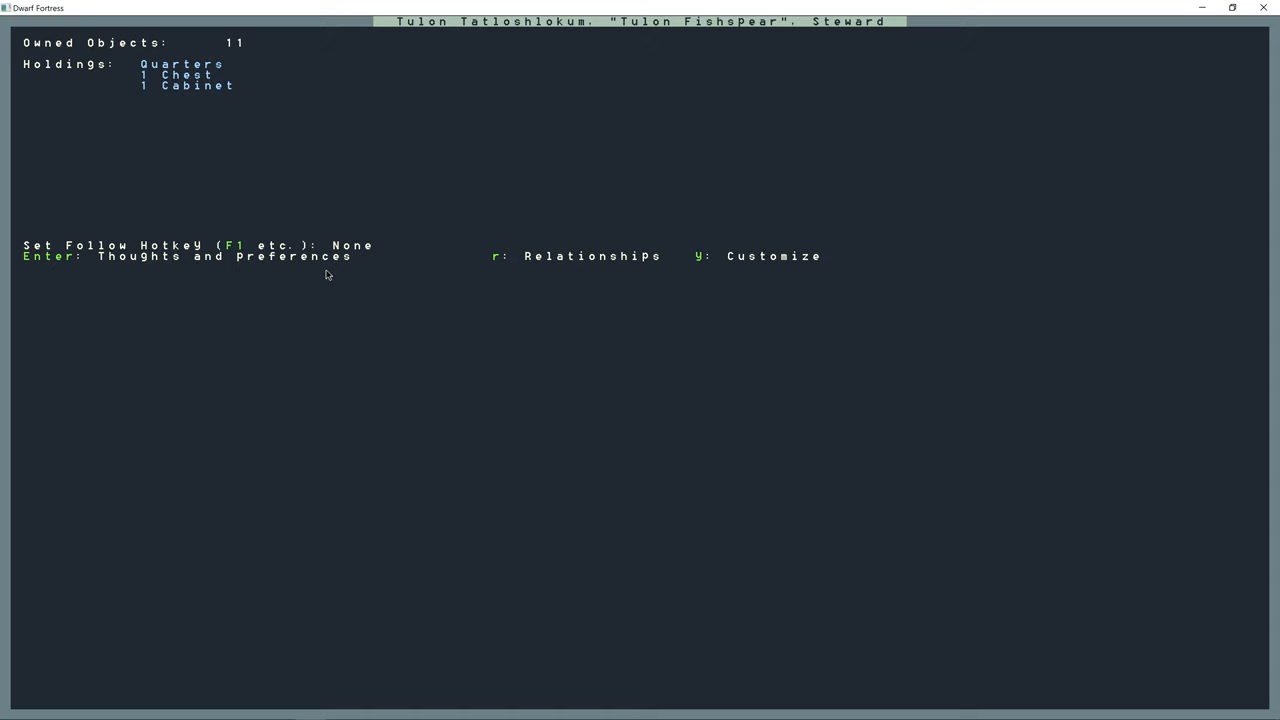 Dwarf Fortress
Tulon Tatloshlokum, "Tulon Fishspear", Steward
Owned Objects: 11
Holdings: Quarters
1 Chest
1 Cabinet
Set Follow Hotkey (F1 etc.): None
Enter: Thoughts and preferences r: Relationships y: Customize